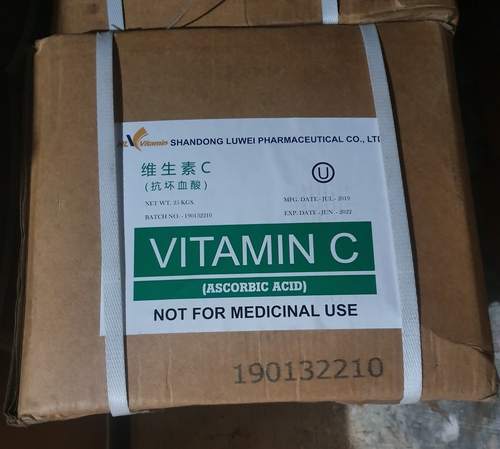 Vitamin SHANDONG LUWEI PHARMACEUTICAL CO., LTD
维生素C
(抗坏血酸)
U
NET WT. 25 KGS.
MFG. DATE.- JUL - 2019
BATCH NO. - 190132210
EXP. DATE - JUN - 2022
VITAMIN C
(ASCORBIC ACID)
NOT FOR MEDICINAL USE
190132210